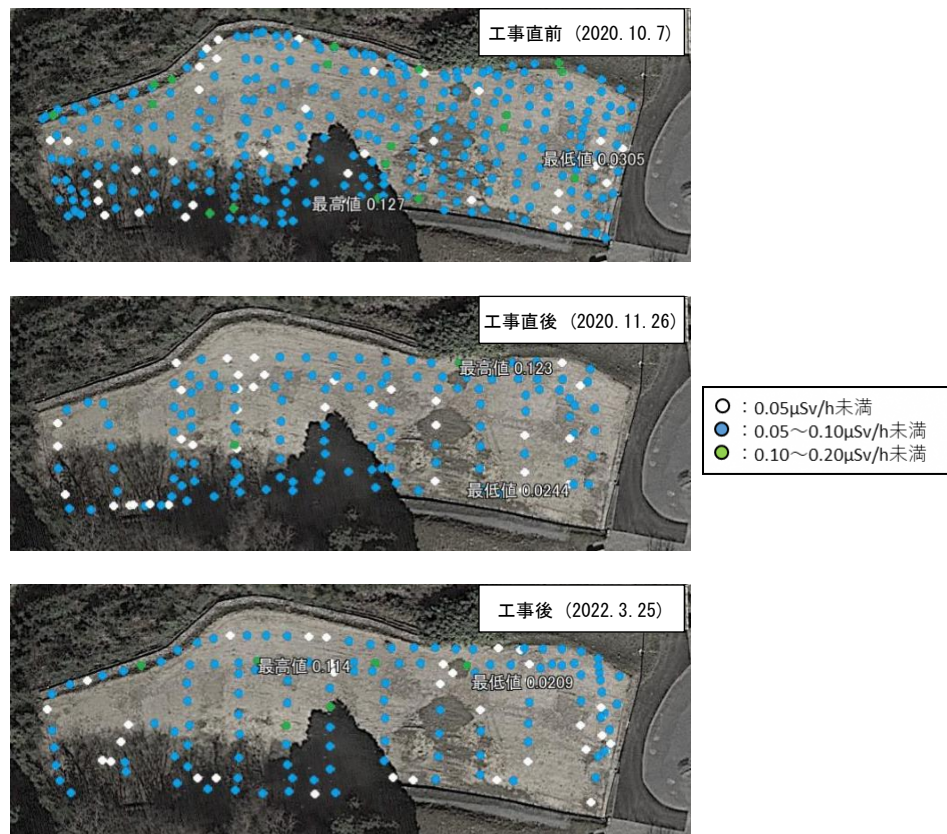 工事直前 (2020.10.7)
最低値 0.0305
最高値 0.127
工事直後 (2020.11.26)
最高値 0.123
最低値 0.0244
○ : 0.05μSv/h未満
● : 0.05～0.10μSv/h未満
● : 0.10～0.20μSv/h未満
工事後 (2022.3.25)
最高値 0.114
最低値 0.0209